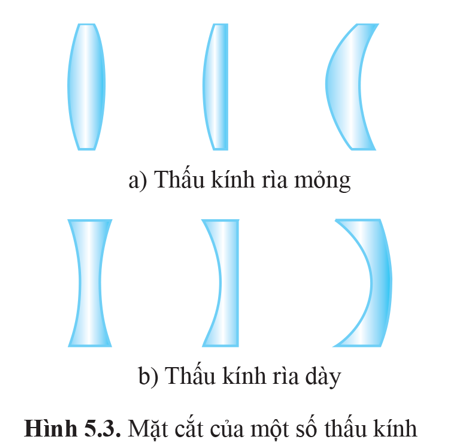 a) Thấu kính rìa mỏng
b) Thấu kính rìa dày
Hình 5.3. Mặt cắt của một số thấu kính